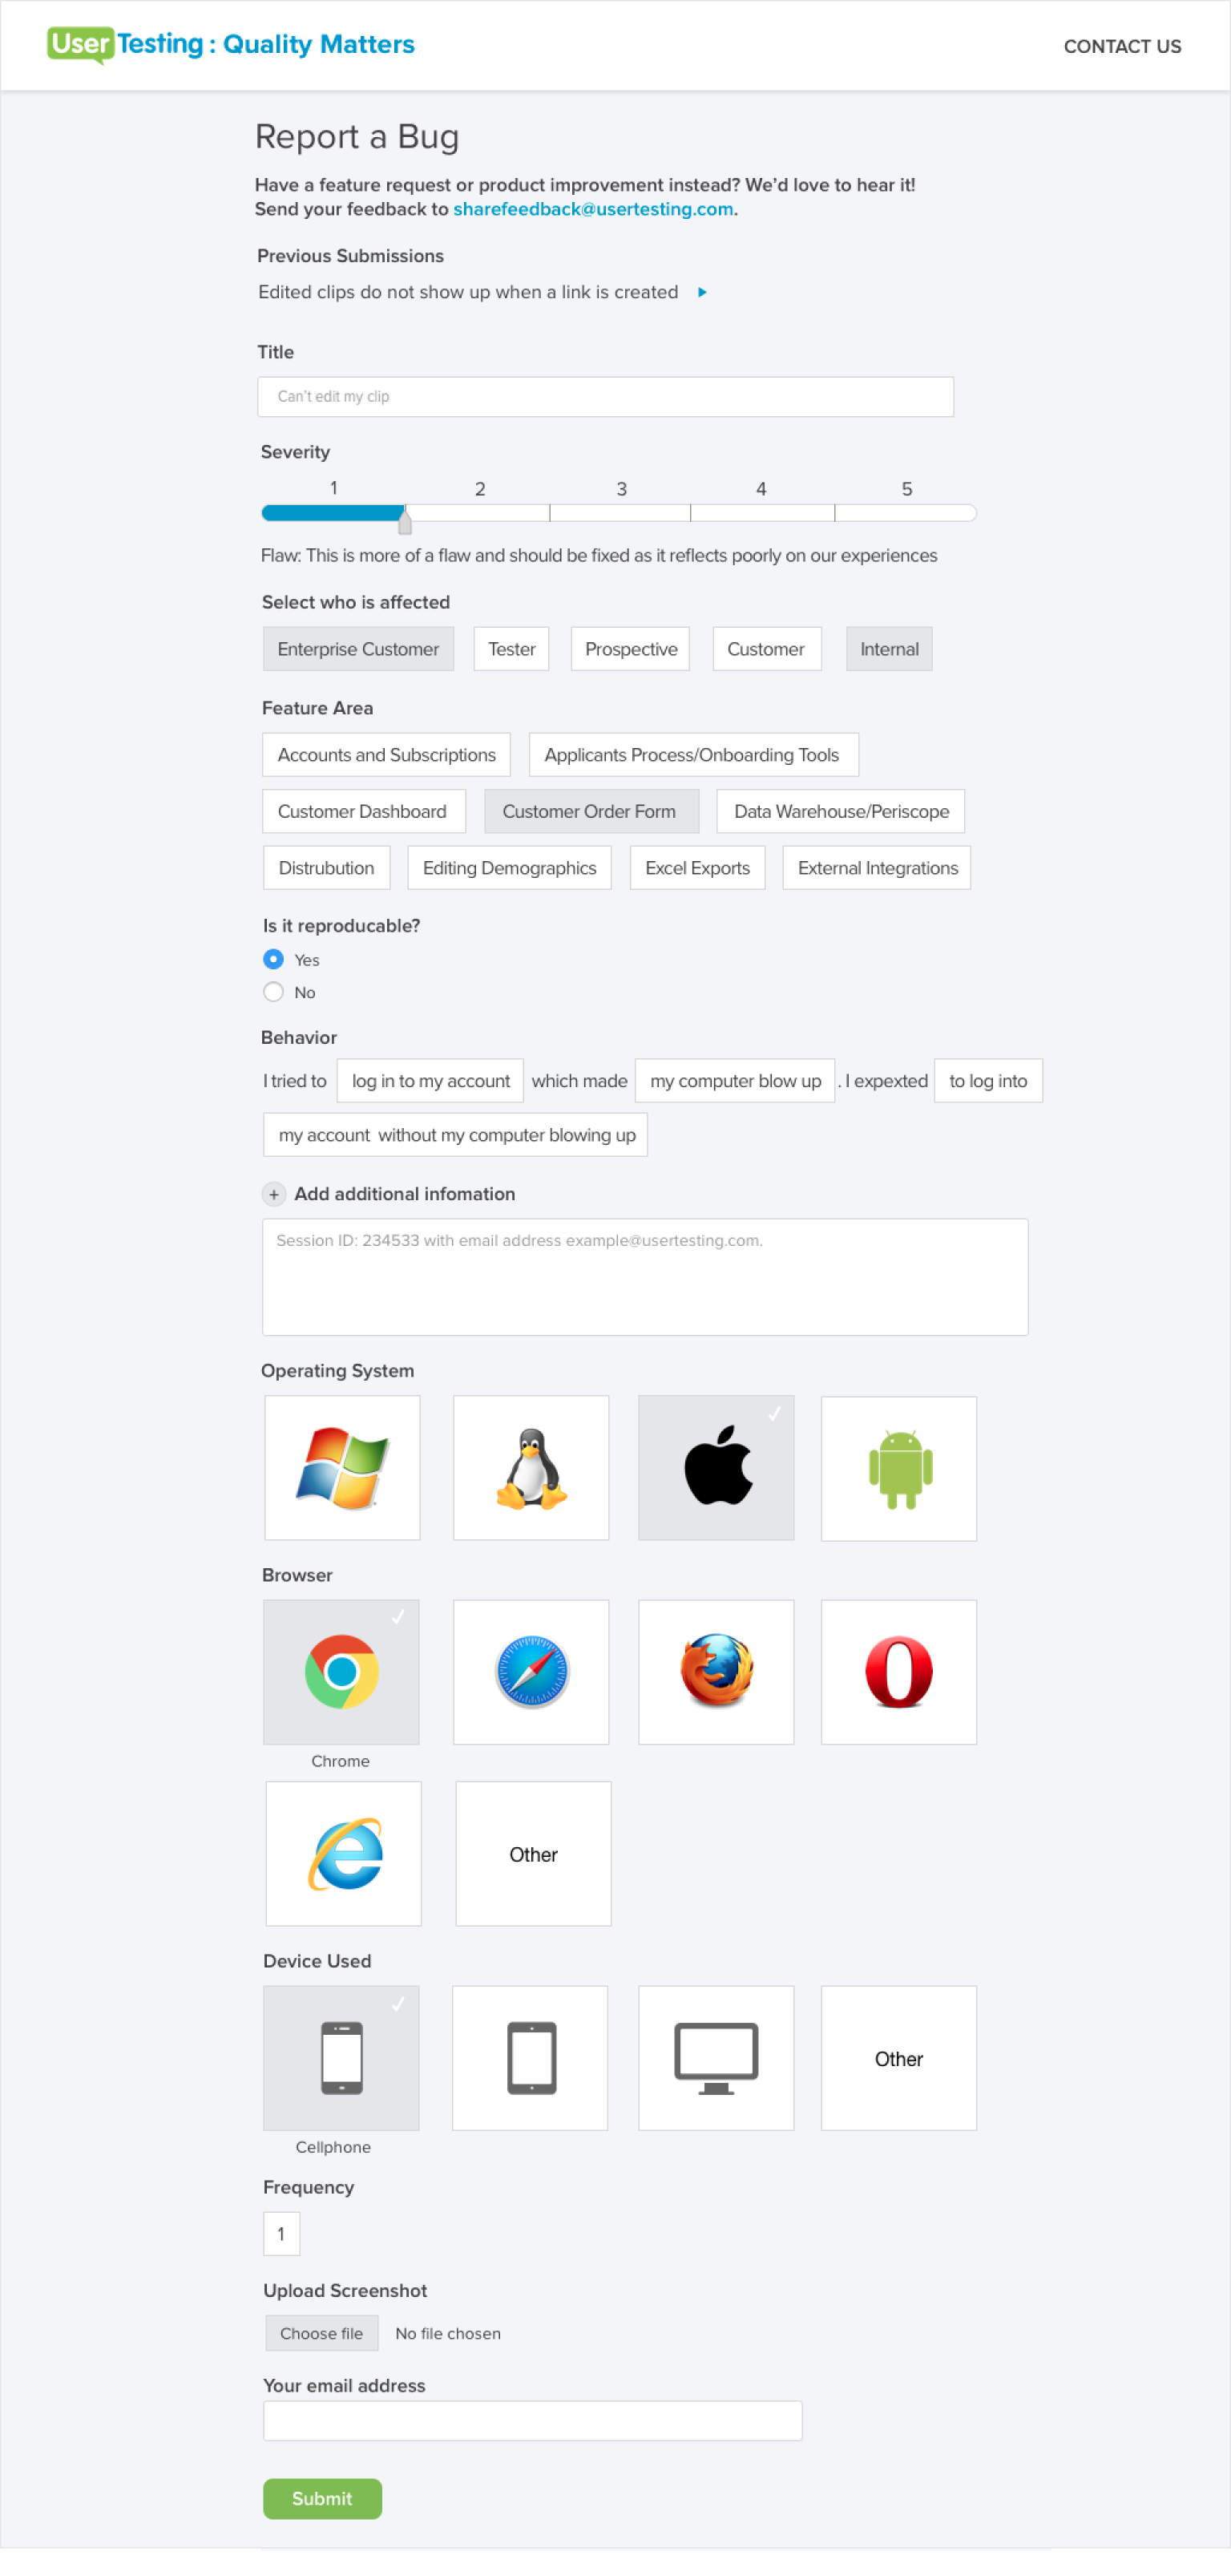 User Testing : Quality Matters
CONTACT US
Report a Bug
Have a feature request or product improvement instead? We'd love to hear it!
Send your feedback to sharefeedback@usertesting.com.
Previous Submissions
Edited clips do not show up when a link is created
Title
Can't edit my clip
Severity
1 2 3 4 5
Flaw: This is more of a flaw and should be fixed as it reflects poorly on our experiences
Select who is affected
Enterprise Customer Tester Prospective Customer Internal
Feature Area
Accounts and Subscriptions Applicants Process/Onboarding Tools
Customer Dashboard Customer Order Form Data Warehouse/Periscope
Distrubution Editing Demographics Excel Exports External Integrations
Is it reproducable?
Yes
No
Behavior
I tried to log in to my account which made my computer blow up . I expexted to log into
my account without my computer blowing up
+ Add additional infomation
Session ID: 234533 with email address example@usertesting.com.
Operating System
Browser
Chrome
Other
Device Used
Other
Cellphone
Frequency
1
Upload Screenshot
Choose file No file chosen
Your email address
Submit